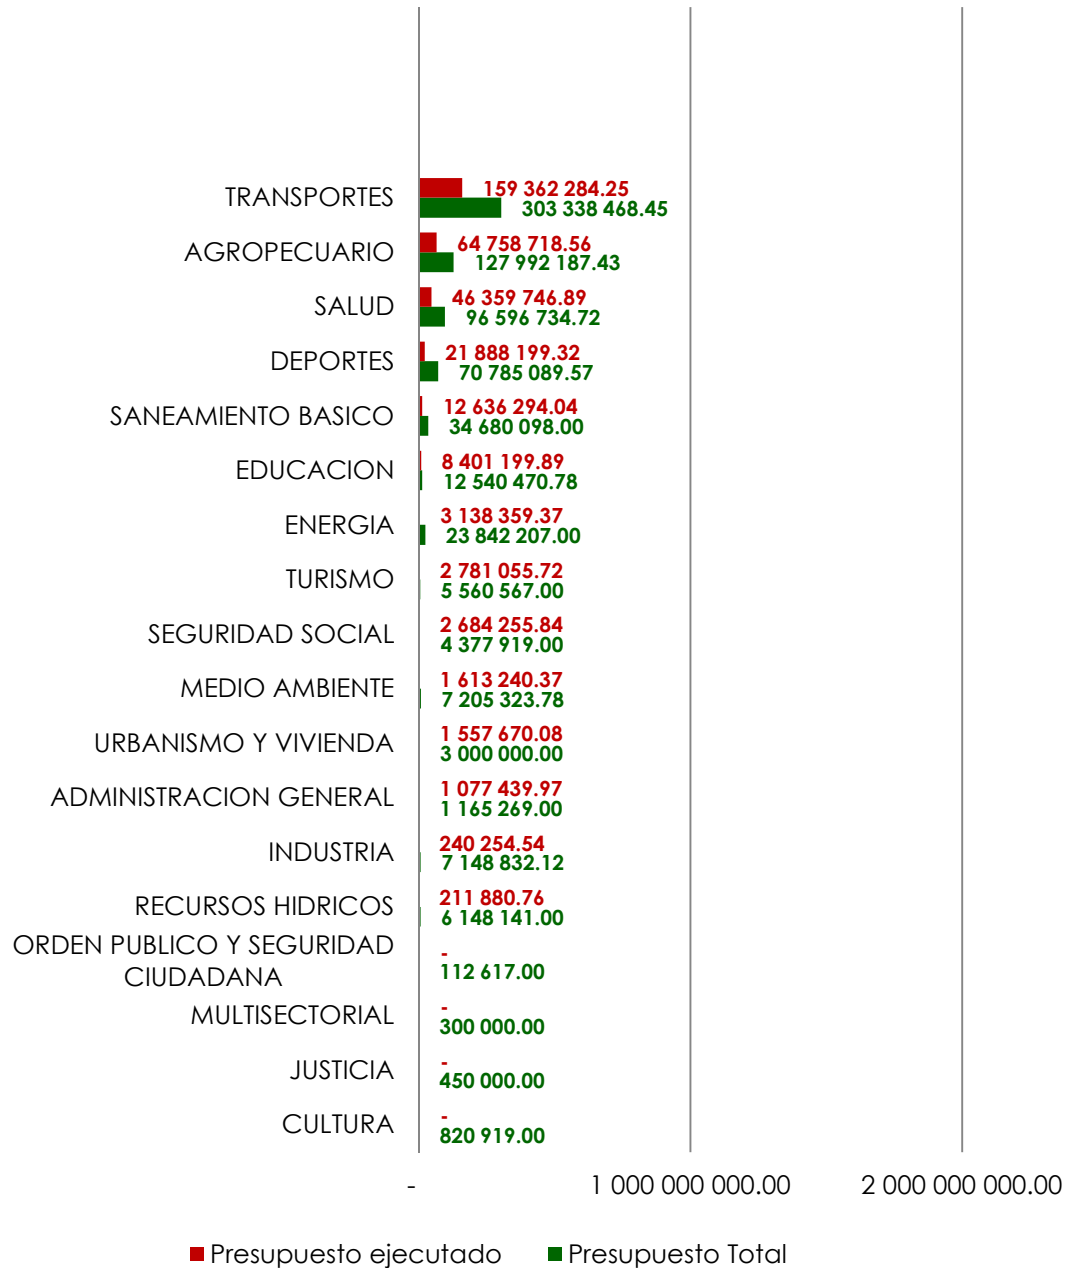 TRANSPORTES
159 362 284.25
303 338 468.45
AGROPECUARIO
64 758 718.56
127 992 187.43
SALUD
46 359 746.89
96 596 734.72
DEPORTES
21 888 199.32
70 785 089.57
SANEAMIENTO BASICO
12 636 294.04
34 680 098.00
EDUCACION
8 401 199.89
12 540 470.78
ENERGIA
3 138 359.37
23 842 207.00
TURISMO
2 781 055.72
5 560 567.00
SEGURIDAD SOCIAL
2 684 255.84
4 377 919.00
MEDIO AMBIENTE
1 613 240.37
7 205 323.78
URBANISMO Y VIVIENDA
1 557 670.08
3 000 000.00
ADMINISTRACION GENERAL
1 077 439.97
1 165 269.00
INDUSTRIA
240 254.54
7 148 832.12
RECURSOS HIDRICOS
211 880.76
6 148 141.00
ORDEN PUBLICO Y SEGURIDAD
CIUDADANA
-
112 617.00
MULTISECTORIAL
-
300 000.00
JUSTICIA
-
450 000.00
CULTURA
-
820 919.00
- 1 000 000 000.00 2 000 000 000.00
Presupuesto ejecutado Presupuesto Total